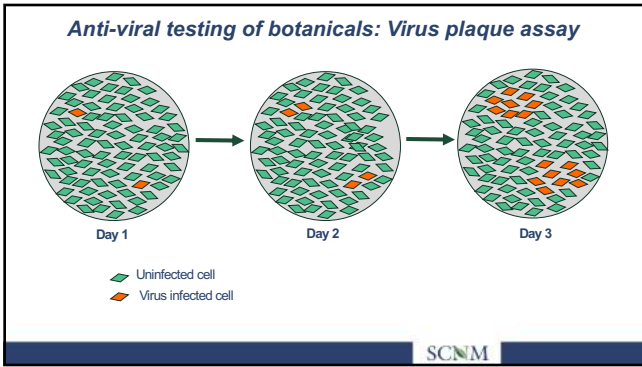 Anti-viral testing of botanicals: Virus plaque assay
Day 1
Day 2
Day 3
Uninfected cell
Virus infected cell
SCNM